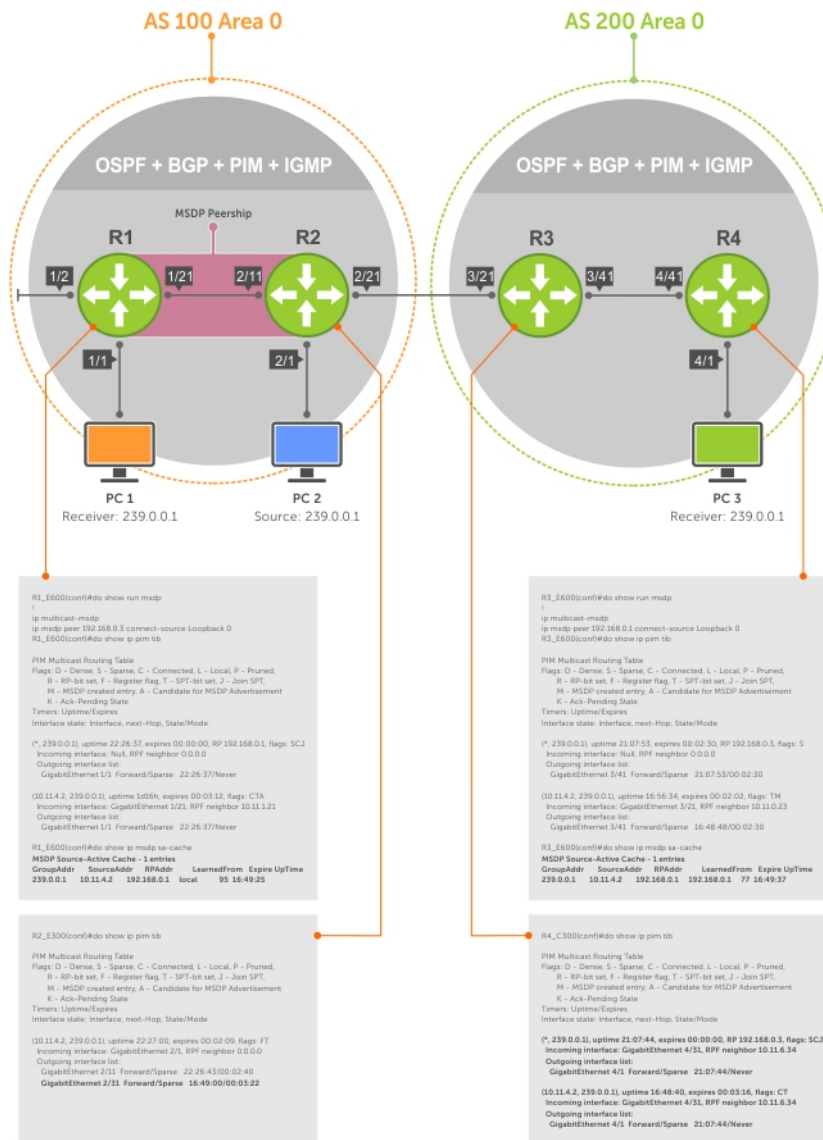 AS 100 Area 0
AS 200 Area 0
OSPF + BGP + PIM + IGMP
OSPF + BGP + PIM + IGMP
MSDP Peership
R1
R2
R3
R4
1/2
1/21
2/11
2/21
3/21
3/41
4/41
1/1
2/1
4/1
PC 1
Receiver: 239.0.0.1
PC 2
Source: 239.0.0.1
PC 3
Receiver: 239.0.0.1
R1_E600(conf)#do show run msdp
!
ip multicast-msdp
ip msdp peer 192.168.0.3 connect-source Loopback 0
R1_E600(conf)#do show ip pim tib
PIM Multicast Routing Table
Flags: D - Dense, S - Sparse, C - Connected, L - Local, P - Pruned,
R - RP-bit set, F - Register flag, T - SPT-bit set, J - Join SPT,
M - MSDP created entry, A - Candidate for MSDP Advertisement
K - Ack-Pending State
Timers: Uptime/Expires
Interface state: Interface, next-Hop, State/Mode
(*, 239.0.0.1), uptime 22:26:37, expires 00:00:00, RP 192.168.0.1, flags: SCJ
Incoming interface: Null, RPF neighbor 0.0.0.0
Outgoing interface list:
GigabitEthernet 1/1 Forward/Sparse 22:26:37/Never
(10.11.4.2, 239.0.0.1), uptime 1d16h, expires 00:03:12, flags: CTA
Incoming interface: GigabitEthernet 1/21, RPF neighbor 10.11.1.21
Outgoing interface list:
GigabitEthernet 1/1 Forward/Sparse 22:26:37/Never
R1_E600(conf)#do show ip msdp sa-cache
MSDP Source-Active Cache - 1 entries
GroupAddr SourceAddr RPAddr LearnedFrom Expire UpTime
239.0.0.1 10.11.4.2 192.168.0.1 local 95 16:49:25
R3_E600(conf)#do show run msdp
!
ip multicast-msdp
ip msdp peer 192.168.0.1 connect-source Loopback 0
R3_E600(conf)#do show ip pim tib
PIM Multicast Routing Table
Flags: D - Dense, S - Sparse, C - Connected, L - Local, P - Pruned,
R - RP-bit set, F - Register flag, T - SPT-bit set, J - Join SPT,
M - MSDP created entry, A - Candidate for MSDP Advertisement
K - Ack-Pending State
Timers: Uptime/Expires
Interface state: Interface, next-Hop, State/Mode
(*, 239.0.0.1), uptime 21:07:53, expires 00:02:30, RP 192.168.0.3, flags: S
Incoming interface: Null, RPF neighbor 0.0.0.0
Outgoing interface list:
GigabitEthernet 3/41 Forward/Sparse 21:07:53/00:02:30
(10.11.4.2, 239.0.0.1), uptime 16:56:34, expires 00:02:02, flags: TM
Incoming interface: GigabitEthernet 3/21, RPF neighbor 10.11.0.23
Outgoing interface list:
GigabitEthernet 3/41 Forward/Sparse 16:48:48/00:02:30
R3_E600(conf)#do show ip msdp sa-cache
MSDP Source-Active Cache - 1 entries
GroupAddr SourceAddr RPAddr LearnedFrom Expire UpTime
239.0.0.1 10.11.4.2 192.168.0.1 192.168.0.1 77 16:49:37
R2_E300(conf)#do show ip pim tib
PIM Multicast Routing Table
Flags: D - Dense, S - Sparse, C - Connected, L - Local, P - Pruned,
R - RP-bit set, F - Register flag, T - SPT-bit set, J - Join SPT,
M - MSDP created entry, A - Candidate for MSDP Advertisement
K - Ack-Pending State
Timers: Uptime/Expires
Interface state: Interface, next-Hop, State/Mode
(10.11.4.2, 239.0.0.1), uptime 22:27:00, expires 00:02:09, flags: FT
Incoming interface: GigabitEthernet 2/1, RPF neighbor 0.0.0.0
Outgoing interface list:
GigabitEthernet 2/11 Forward/Sparse 22:26:43/00:02:40
GigabitEthernet 2/31 Forward/Sparse 16:49:00/00:03:22
R4_C300(conf)#do show ip pim tib
PIM Multicast Routing Table
Flags: D - Dense, S - Sparse, C - Connected, L - Local, P - Pruned,
R - RP-bit set, F - Register flag, T - SPT-bit set, J - Join SPT,
M - MSDP created entry, A - Candidate for MSDP Advertisement
K - Ack-Pending State
Timers: Uptime/Expires
Interface state: Interface, next-Hop, State/Mode
(*, 239.0.0.1), uptime 21:07:44, expires 00:00:00, RP 192.168.0.3, flags: SCJ
Incoming interface: GigabitEthernet 4/31, RPF neighbor 10.11.6.34
Outgoing interface list:
GigabitEthernet 4/1 Forward/Sparse 21:07:44/Never
(10.11.4.2, 239.0.0.1), uptime 16:48:40, expires 00:03:16, flags: CT
Incoming interface: GigabitEthernet 4/31, RPF neighbor 10.11.6.34
Outgoing interface list:
GigabitEthernet 4/1 Forward/Sparse 21:07:44/Never